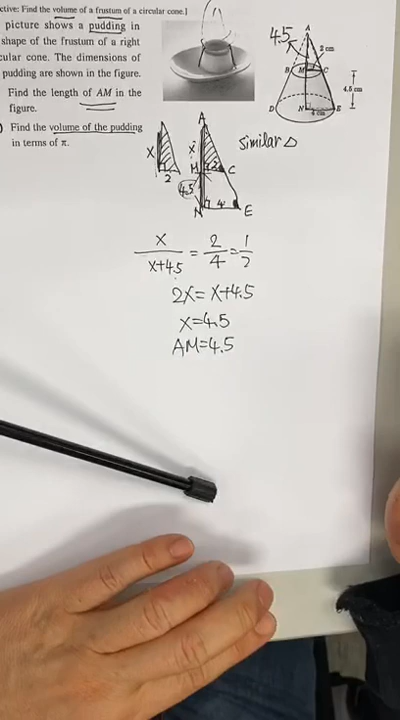 ctive: Find the volume of a frustum of a circular cone.]
picture shows a pudding in
shape of the frustum of a right
cular cone. The dimensions of
pudding are shown in the figure.
Find the length of AM in the
figure.
) Find the volume of the pudding
in terms of π.
4.5
A
2 cm
B M C
4.5 cm
D N E
4 cm
A
x x
2 M 2 C
4.5
N 4 E
similar △
x / x+4.5 = 2/4 = 1/2
2x = x+4.5
x=4.5
AM=4.5